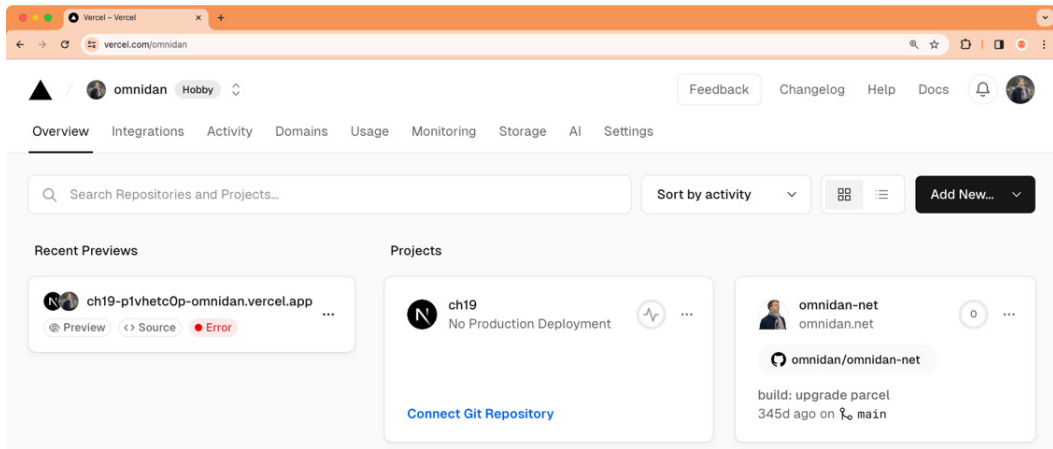 Vercel – Vercel
vercel.com/omnidan
omnidan Hobby
Feedback Changelog Help Docs
Overview Integrations Activity Domains Usage Monitoring Storage AI Settings
Search Repositories and Projects...
Sort by activity
Add New...
Recent Previews
Projects
ch19-p1vhetc0p-omnidan.vercel.app
Preview <> Source Error
N ch19
No Production Deployment
Connect Git Repository
omnidan-net
omnidan.net
0
omnidan/omnidan-net
build: upgrade parcel
345d ago on main